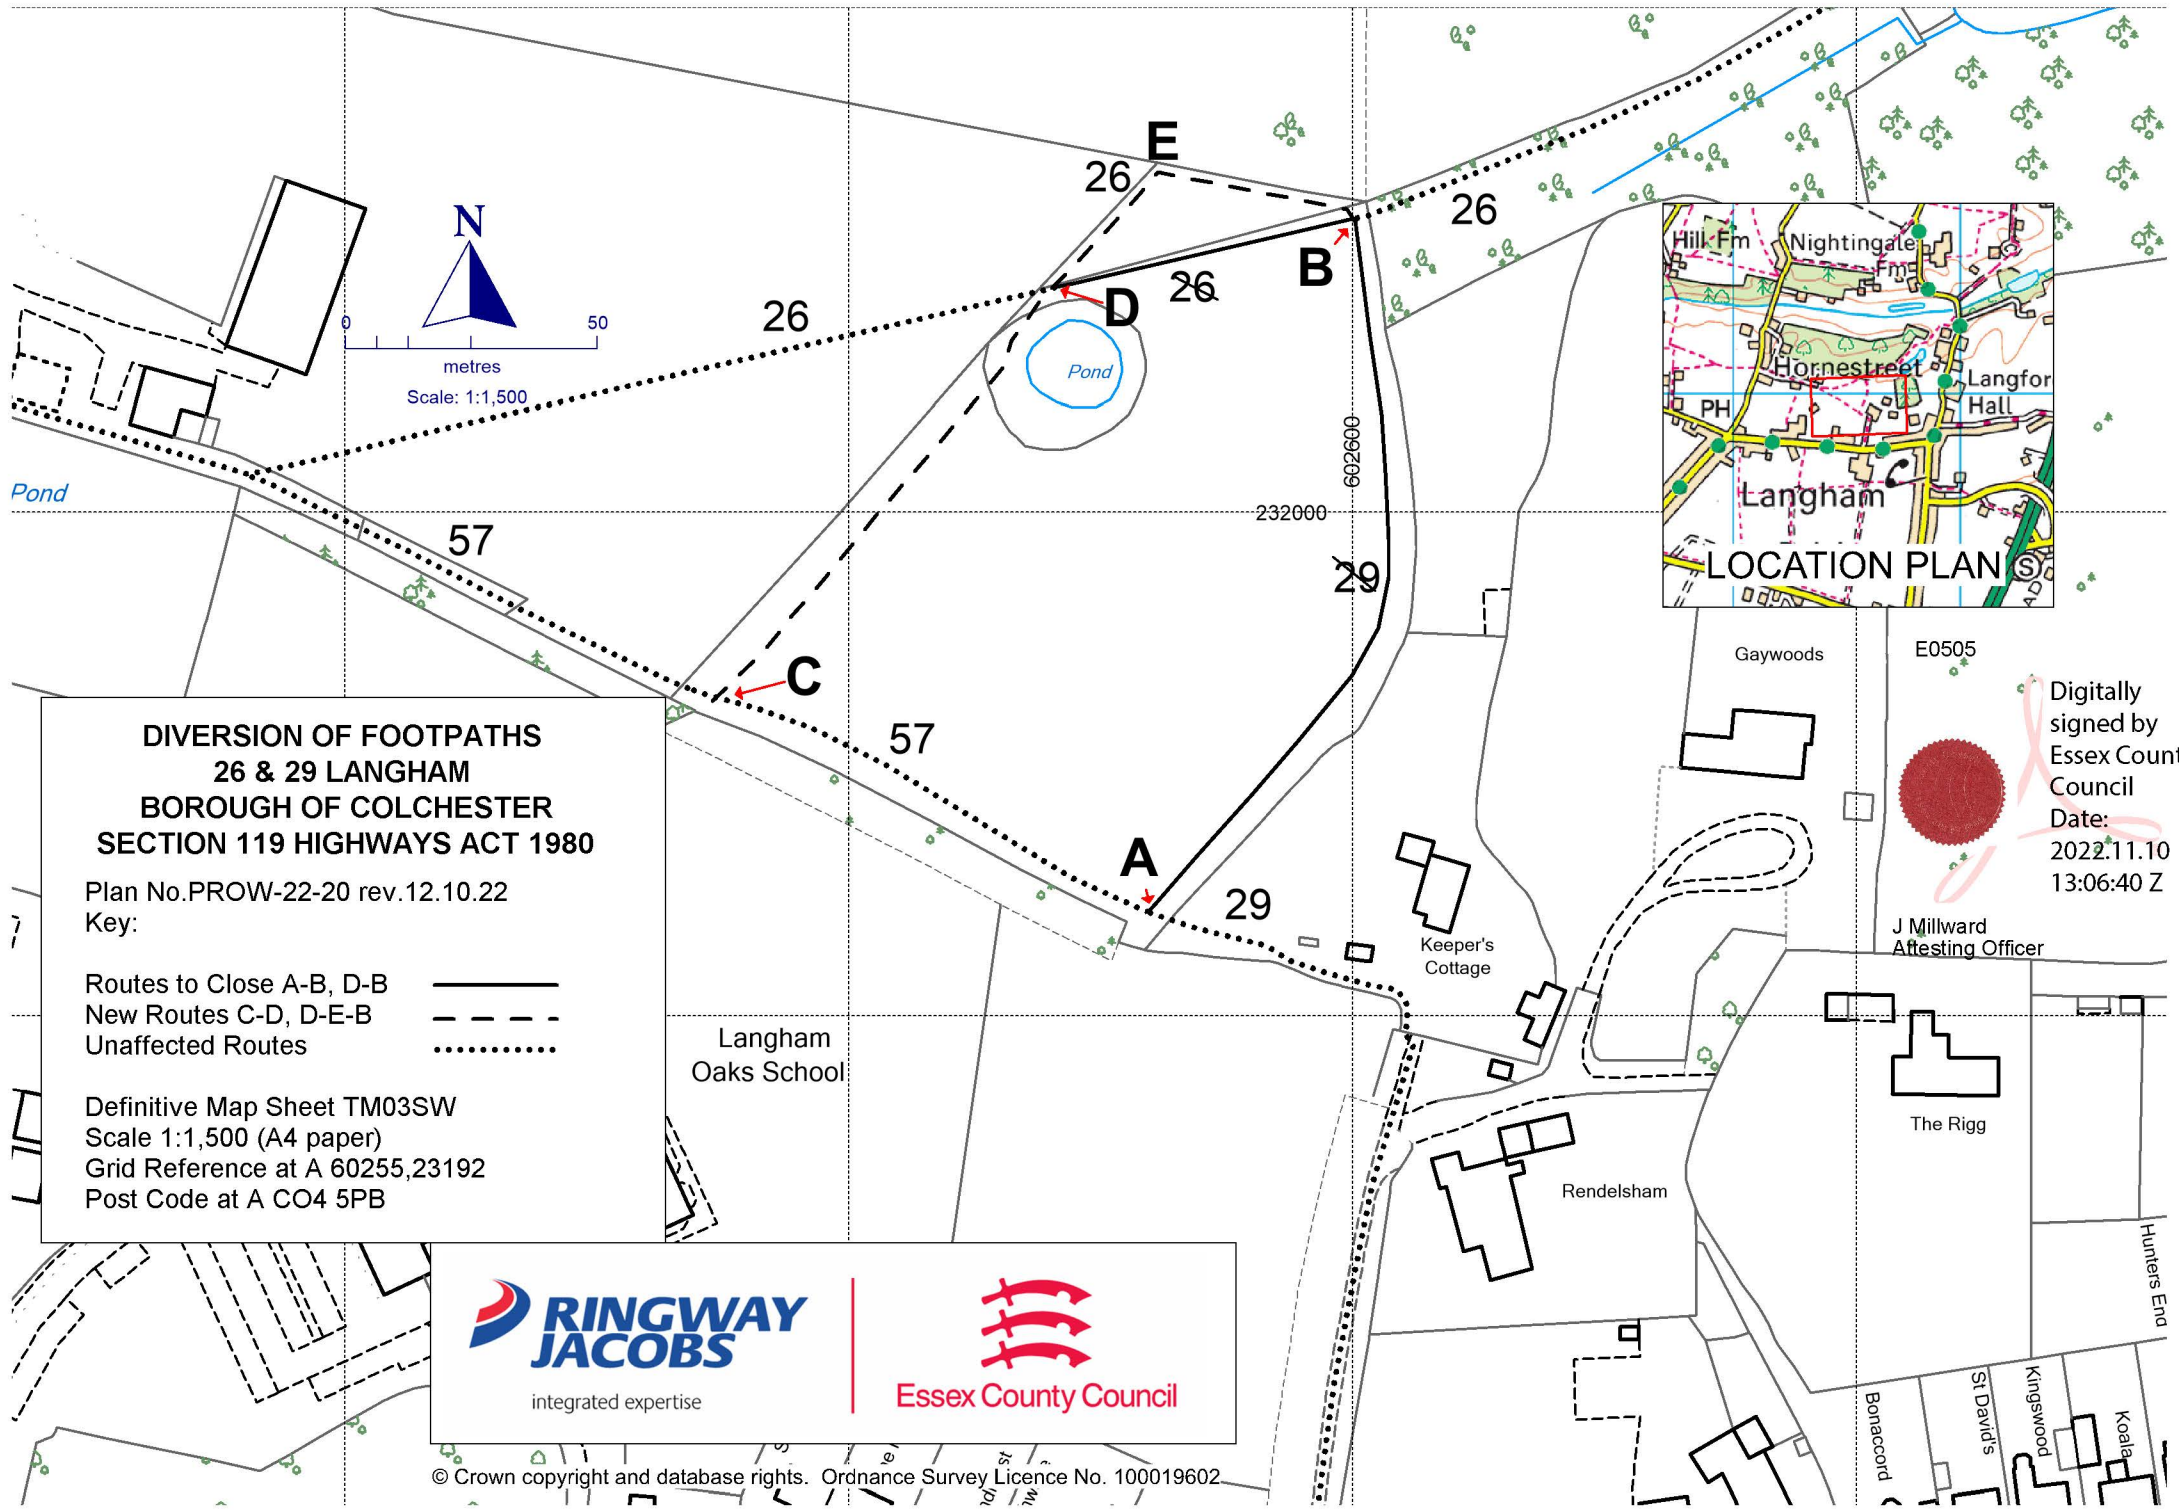 E
26
26
B
D
26
26
N
0
50
metres
Scale: 1:1,500
Pond
Pond
57
602600
232000
29
C
57
A
29
Hill Fm
Nightingale
Fm
Hornestreet
Langfor
Hall
PH
Langham
LOCATION PLAN
S
Gaywoods
E0505
Digitally
signed by
Essex Count
Council
Date:
2022.11.10
13:06:40 Z
J Millward
Attesting Officer
Keeper's
Cottage
The Rigg
Rendelsham
Langham
Oaks School
Hunters End
Bonaccord
St David's
Kingswood
Koala
DIVERSION OF FOOTPATHS
26 & 29 LANGHAM
BOROUGH OF COLCHESTER
SECTION 119 HIGHWAYS ACT 1980
Plan No.PROW-22-20 rev.12.10.22
Key:
Routes to Close A-B, D-B
New Routes C-D, D-E-B
Unaffected Routes
Definitive Map Sheet TM03SW
Scale 1:1,500 (A4 paper)
Grid Reference at A 60255,23192
Post Code at A CO4 5PB
RINGWAY
JACOBS
integrated expertise
Essex County Council
© Crown copyright and database rights. Ordnance Survey Licence No. 100019602